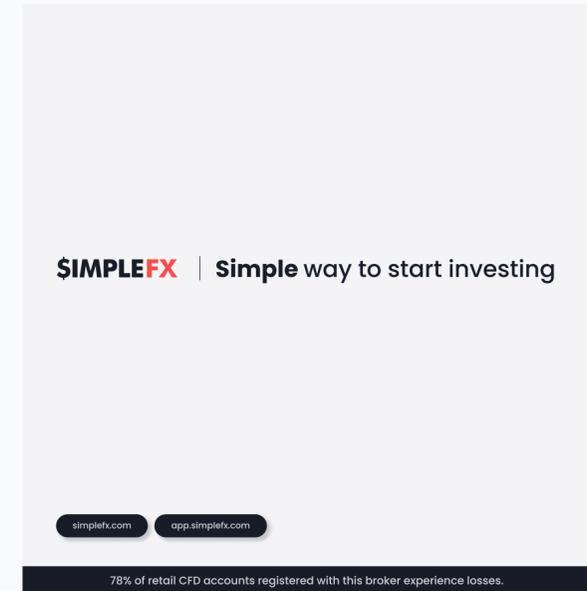 $IMPLEFX | Simple way to start investing
simplefx.com app.simplefx.com
78% of retail CFD accounts registered with this broker experience losses.